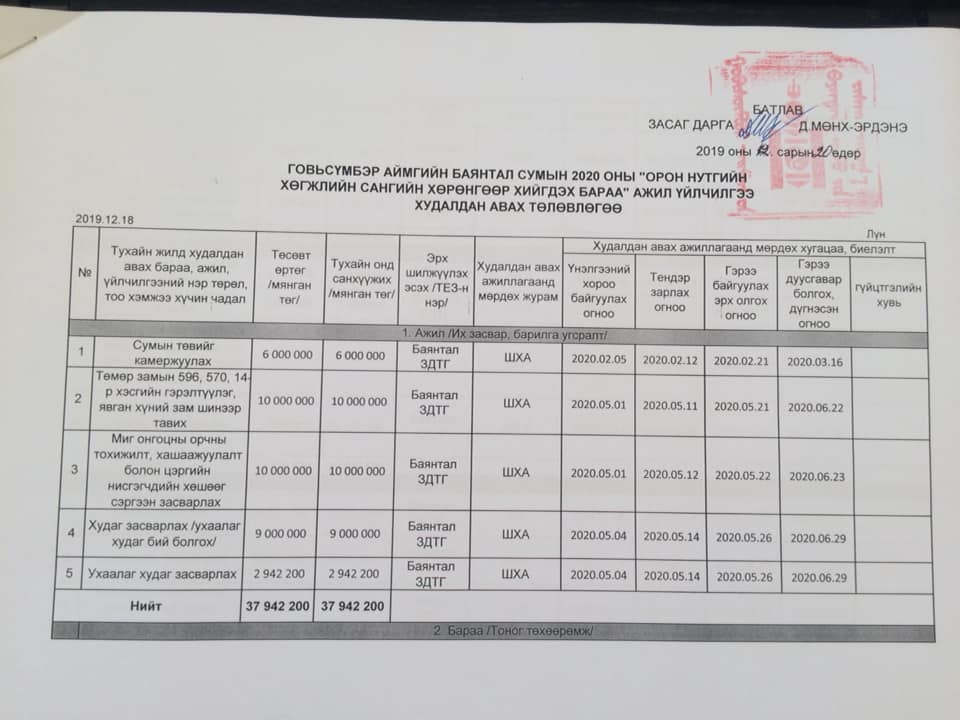 БАТЛАВ
ЗАСАГ ДАРГА Д.МӨНХ-ЭРДЭНЭ
2019 оны 12 сарын 20 өдөр
ГОВЬСҮМБЭР АЙМГИЙН БАЯНТАЛ СУМЫН 2020 ОНЫ "ОРОН НУТГИЙН
ХӨГЖЛИЙН САНГИЙН ХӨРӨНГӨӨР ХИЙГДЭХ БАРАА" АЖИЛ ҮЙЛЧИЛГЭЭ
ХУДАЛДАН АВАХ ТӨЛӨВЛӨГӨӨ
2019.12.18
Лүн
№
Тухайн жилд худалдан
авах бараа, ажил,
үйлчилгээний нэр төрөл,
тоо хэмжээ хүчин чадал
Төсөвт
өртөг
/мянган
төг/
Тухайн онд
санхүүжих
/мянган төг/
Эрх
шилжүүлэх
эсэх /ТЕЗ-н
нэр/
Худалдан авах
ажиллагаанд
мөрдөх журам
Худалдан авах ажиллагаанд мөрдөх хугацаа, биелэлт
Үнэлгээний
хороо
байгуулах
огноо
Тендэр
зарлах
огноо
Гэрээ
байгуулах
эрх олгох
огноо
Гэрээ
дуусгавар
болгох,
дүгнэсэн
огноо
гүйцтгэлийн
хувь
1. Ажил /Их засвар, барилга угсралт/
1
Сумын төвийг
камержуулах
6 000 000
6 000 000
Баянтал
ЗДТГ
ШХА
2020.02.05
2020.02.12
2020.02.21
2020.03.16
2
Төмөр замын 596, 570, 14-
р хэсгийн гэрэлтүүлэг,
явган хүний зам шинээр
тавих
10 000 000
10 000 000
Баянтал
ЗДТГ
ШХА
2020.05.01
2020.05.11
2020.05.21
2020.06.22
3
Миг онгоцны орчны
тохижилт, хашаажуулалт
болон цэргийн
нисгэгчдийн хөшөөг
сэргээн засварлах
10 000 000
10 000 000
Баянтал
ЗДТГ
ШХА
2020.05.01
2020.05.12
2020.05.22
2020.06.23
4
Худаг засварлах /ухаалаг
худаг бий болгох/
9 000 000
9 000 000
Баянтал
ЗДТГ
ШХА
2020.05.04
2020.05.14
2020.05.26
2020.06.29
5
Ухаалаг худаг засварлах
2 942 200
2 942 200
Баянтал
ЗДТГ
ШХА
2020.05.04
2020.05.14
2020.05.26
2020.06.29
Нийт
37 942 200
37 942 200
2. Бараа /Тоног төхөөрөмж/